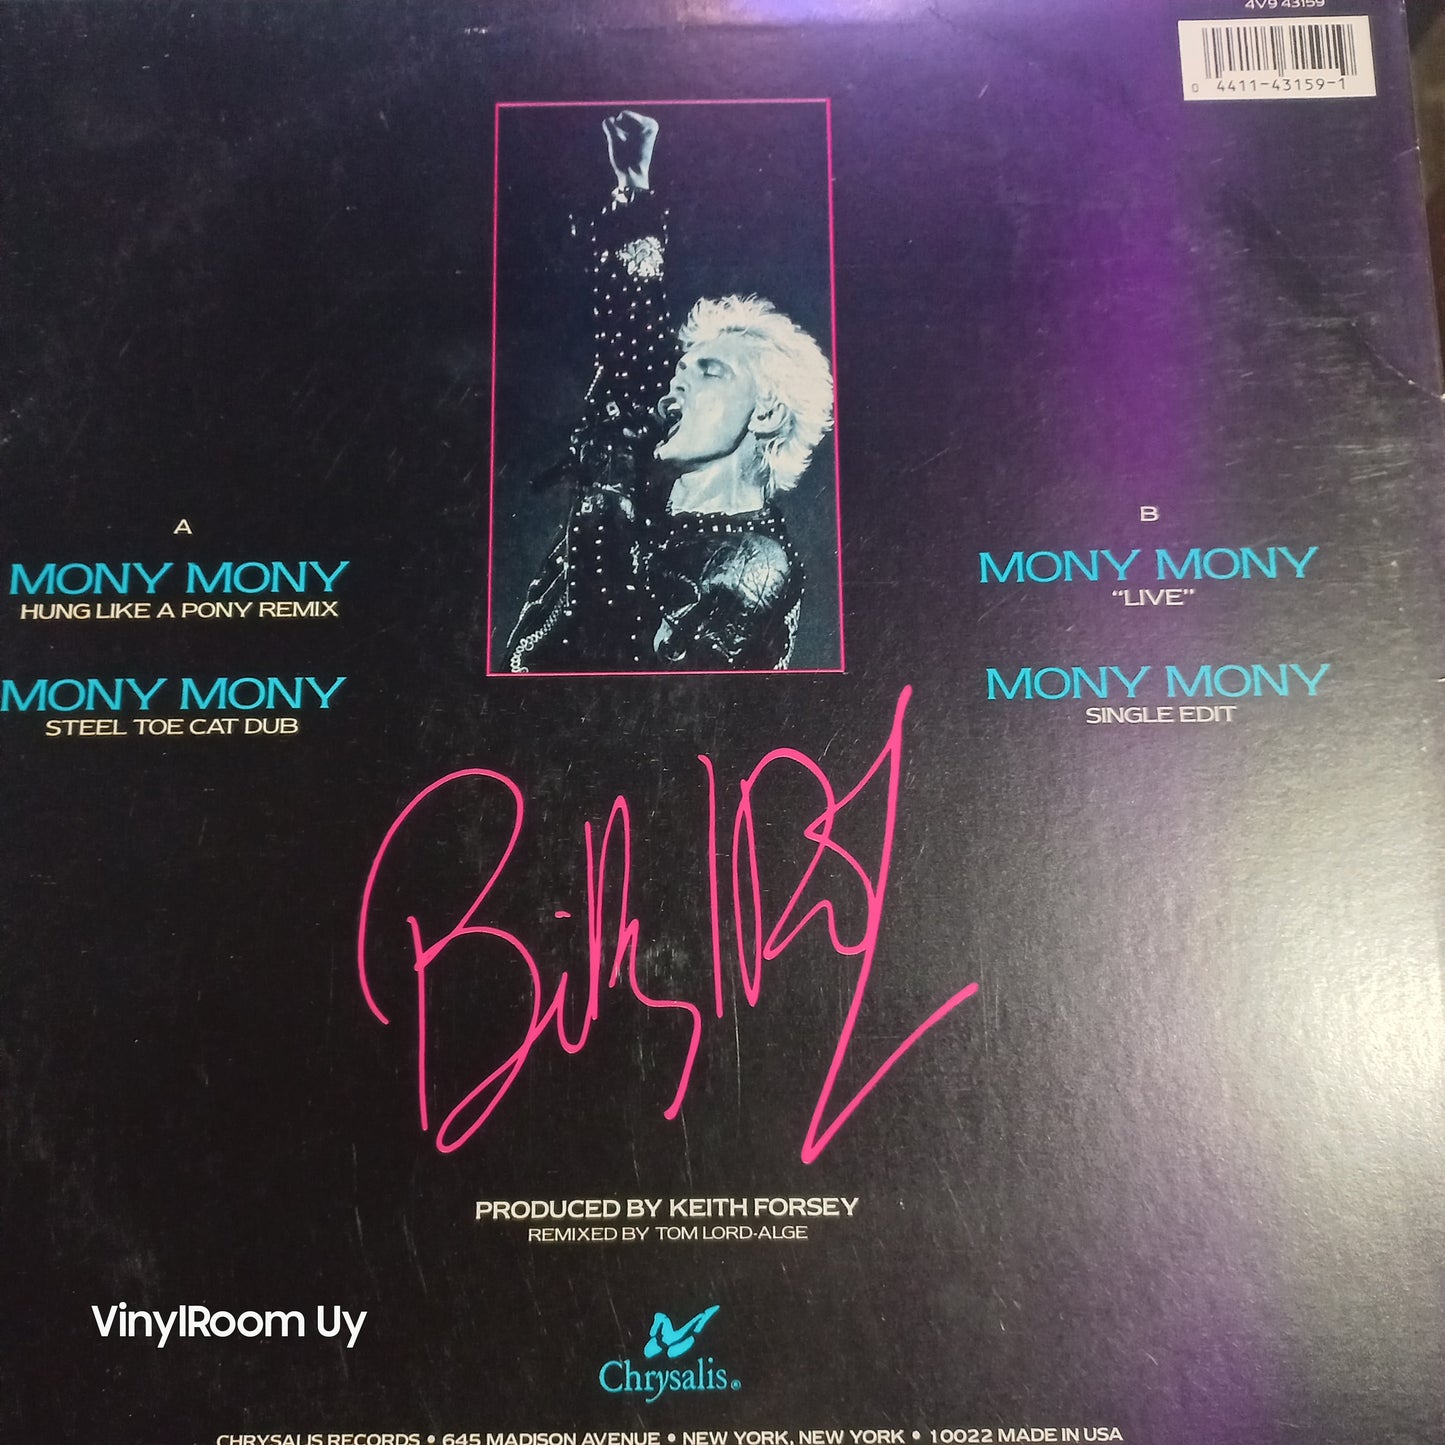 4V9 43159
0 4411-43159-1
A
MONY MONY
HUNG LIKE A PONY REMIX
MONY MONY
STEEL TOE CAT DUB
B
MONY MONY
"LIVE"
MONY MONY
SINGLE EDIT
Billy Idol
PRODUCED BY KEITH FORSEY
REMIXED BY TOM LORD-ALGE
VinylRoom Uy
Chrysalis®
CHRYSALIS RECORDS • 645 MADISON AVENUE • NEW YORK, NEW YORK • 10022 MADE IN USA